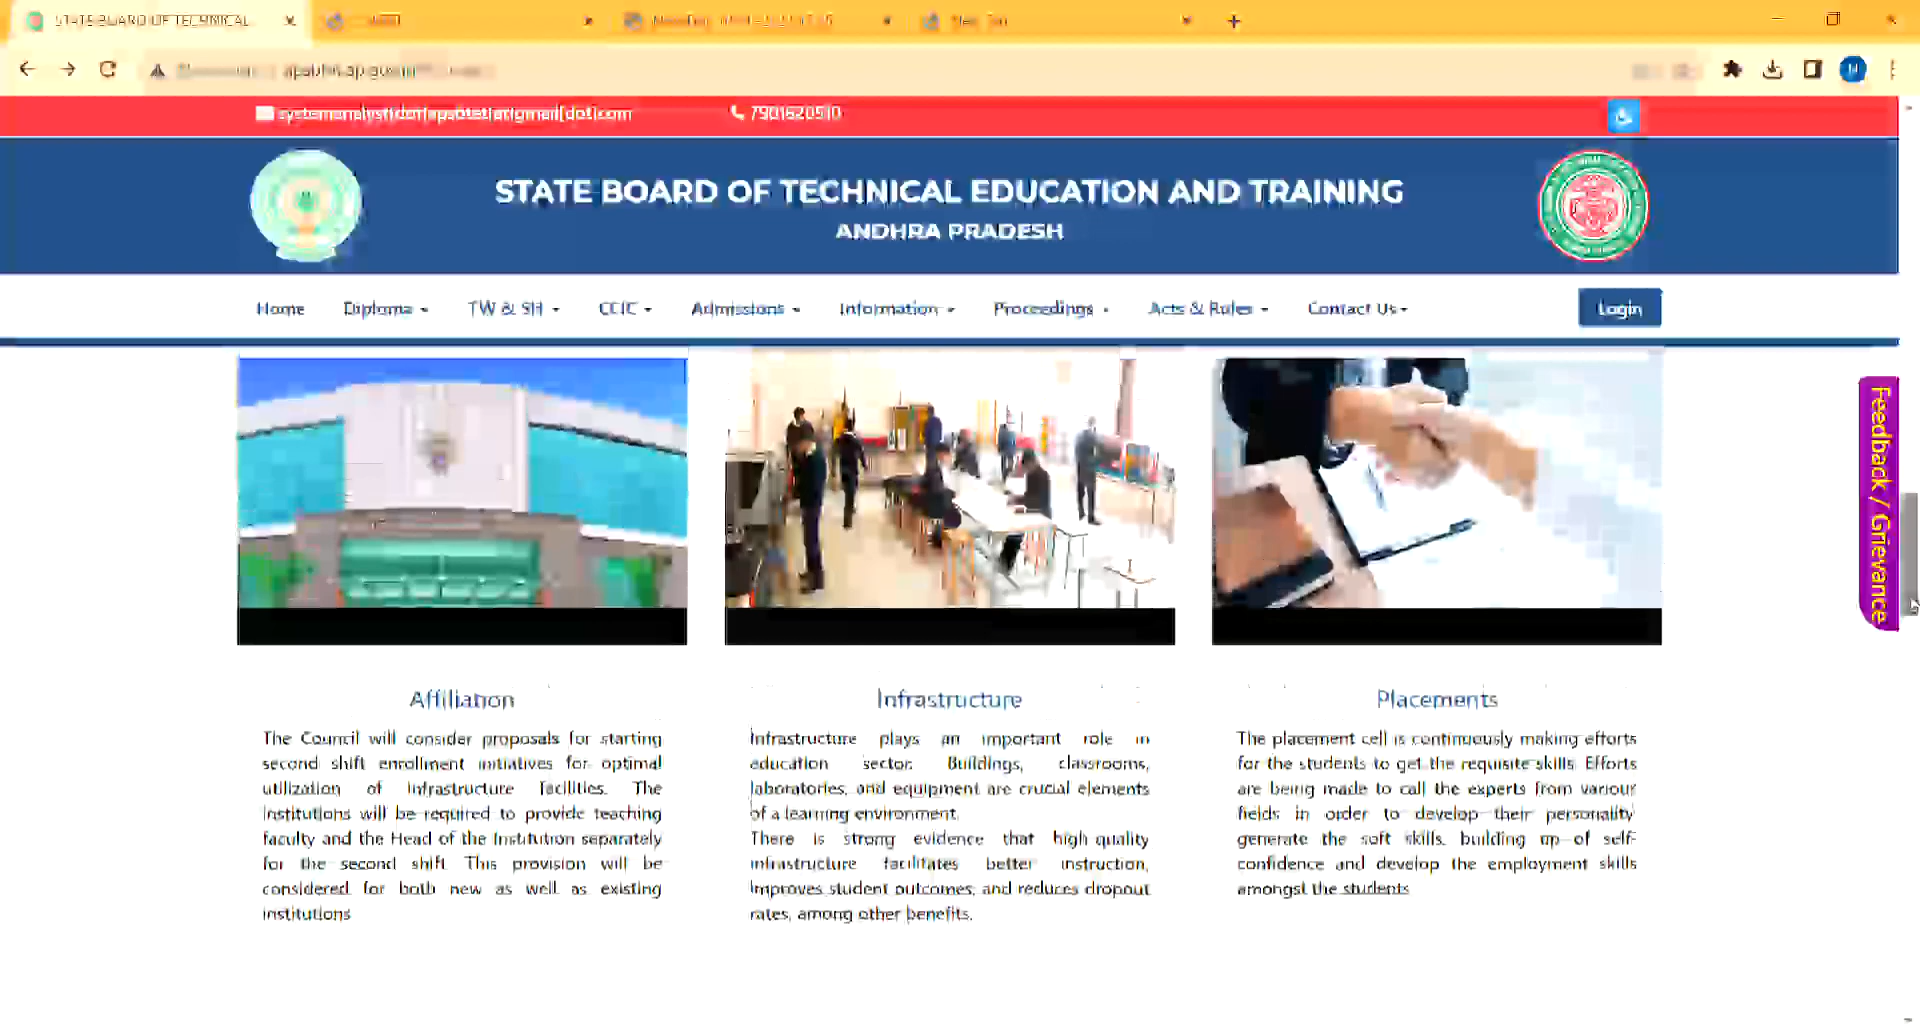 STATE BOARD OF TECHNICAL
7901620510
STATE BOARD OF TECHNICAL EDUCATION AND TRAINING
ANDHRA PRADESH
Home Diploma TW & SH CCIC Admissions Information Proceedings Acts & Rules Contact Us Login
Feedback / Grievance
Affiliation
The Council will consider proposals for starting
second shift enrollment initiatives for optimal
utilization of Infrastructure facilities. The
Institutions will be required to provide teaching
faculty and the Head of the Institution separately
for the second shift. This provision will be
considered for both new as well as existing
institutions
Infrastructure
Infrastructure plays an important role in
education sector. Buildings, classrooms,
laboratories, and equipment are crucial elements
of a learning environment.
There is strong evidence that high-quality
infrastructure facilitates better instruction,
improves student outcomes, and reduces dropout
rates, among other benefits.
Placements
The placement cell is continuously making efforts
for the students to get the requisite skills. Efforts
are being made to call the experts from various
fields in order to develop their personality
generate the soft skills, building up of self-
confidence and develop the employment skills
amongst the students